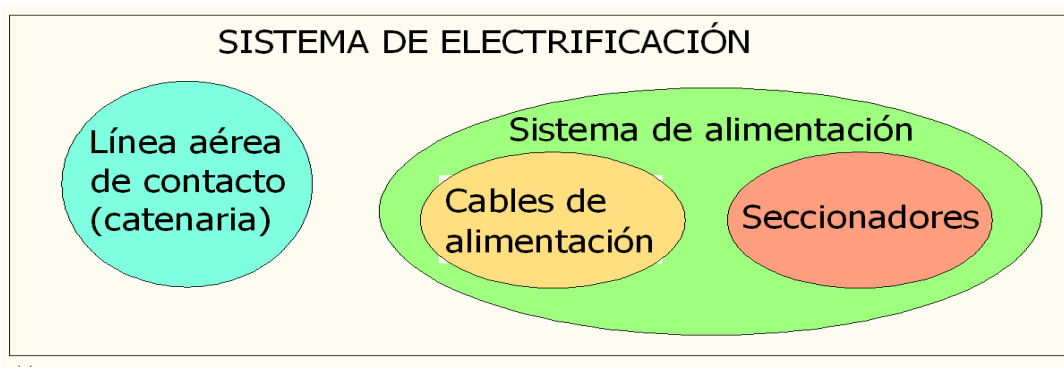 SISTEMA DE ELECTRIFICACIÓN
Línea aérea
de contacto
(catenaria)
Sistema de alimentación
Cables de
alimentación
Seccionadores